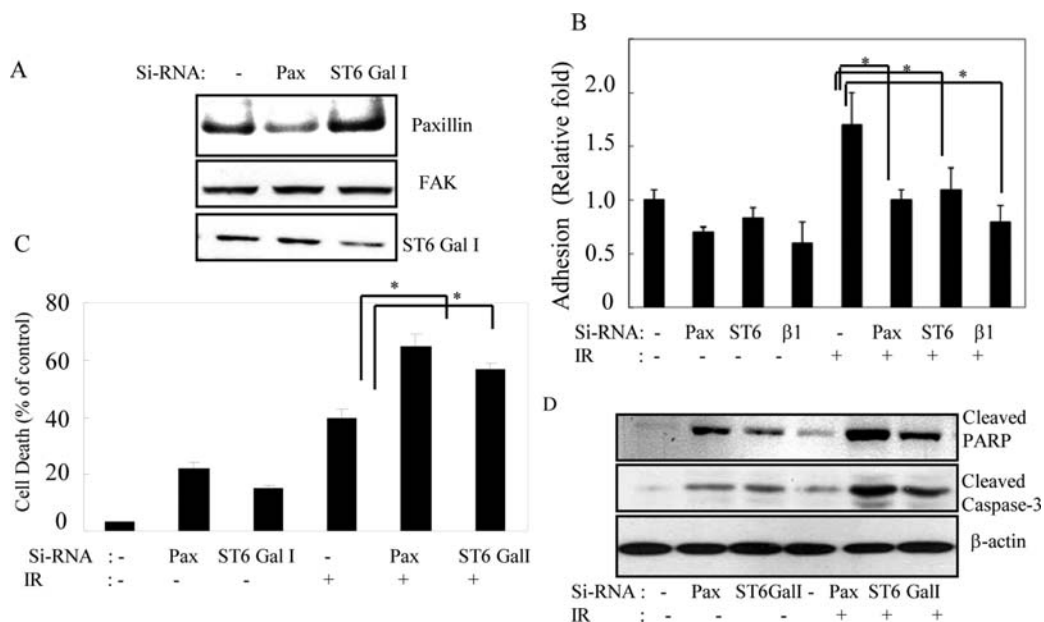 A
Si-RNA: - Pax ST6 Gal I
Paxillin
FAK
ST6 Gal I
B
Adhesion (Relative fold)
2.0
1.5
1.0
0.5
0
* * *
Si-RNA: - Pax ST6 β1 - Pax ST6 β1
IR : - - - - + + + +
C
Cell Death (% of control)
80
60
40
20
0
* *
Si-RNA :- Pax ST6 Gal I - Pax ST6 GalI
IR :- - - + + +
D
Cleaved
PARP
Cleaved
Caspase-3
β-actin
Si-RNA: - Pax ST6GalI - Pax ST6 GalI
IR : - - - + + +